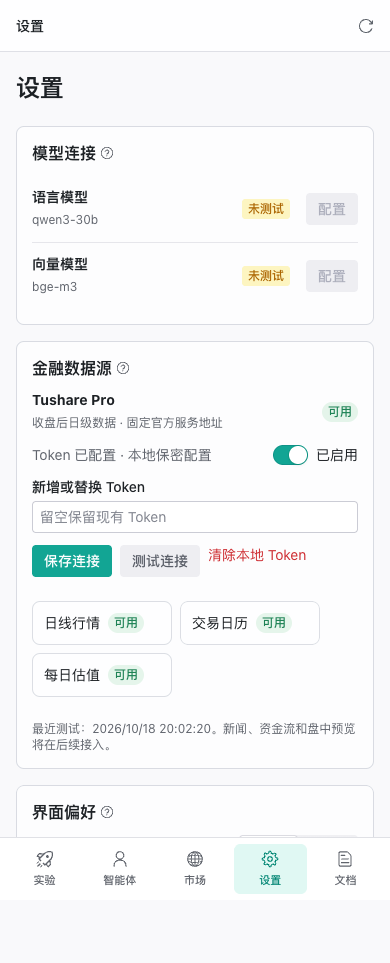 设置
设置
模型连接
语言模型
qwen3-30b
未测试
配置
向量模型
bge-m3
未测试
配置
金融数据源
Tushare Pro
收盘后日级数据 · 固定官方服务地址
可用
Token 已配置 · 本地保密配置
已启用
新增或替换 Token
留空保留现有 Token
保存连接
测试连接
清除本地 Token
日线行情 可用
交易日历 可用
每日估值 可用
最近测试：2026/10/18 20:02:20。新闻、资金流和盘中预览
将在后续接入。
界面偏好
实验
智能体
市场
设置
文档